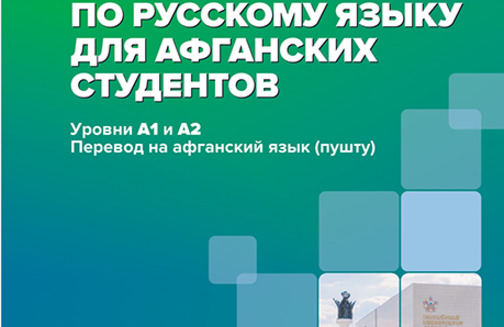 ПО РУССКОМУ ЯЗЫКУ
ДЛЯ АФГАНСКИХ
СТУДЕНТОВ
Уровни А1 и А2
Перевод на афганский язык (пушту)